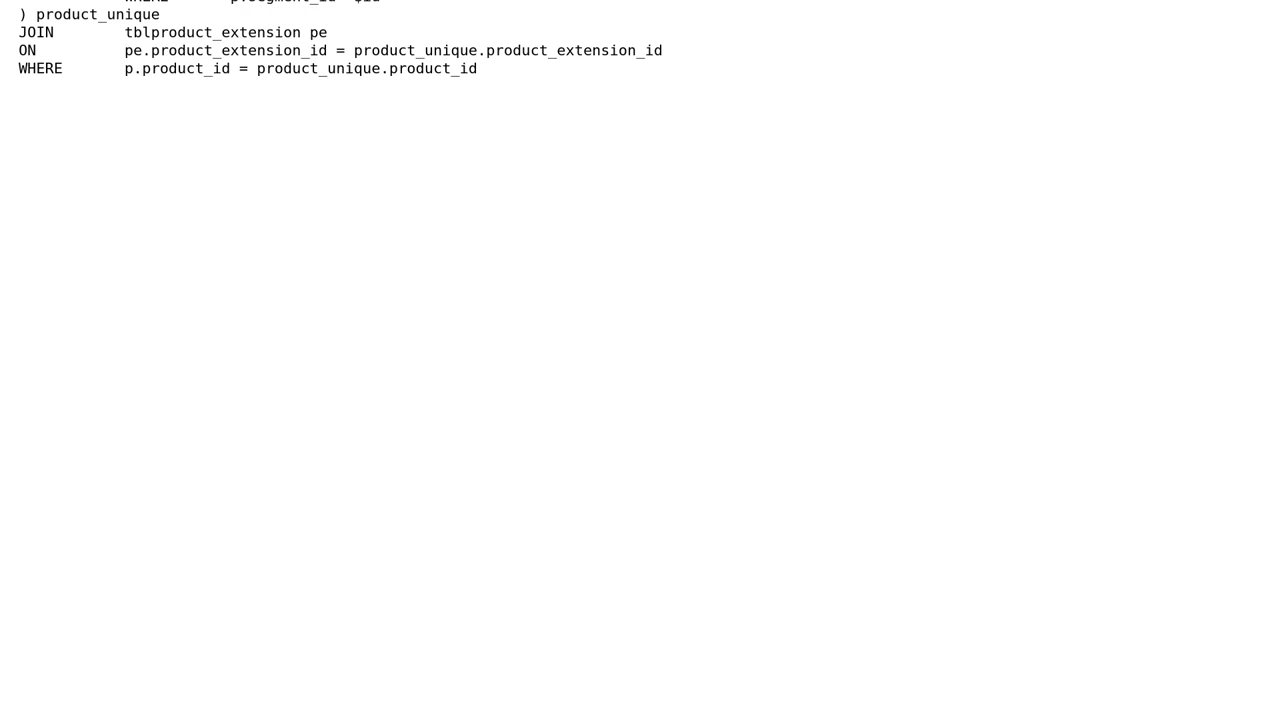 ) product_unique
JOIN        tblproduct_extension pe
ON          pe.product_extension_id = product_unique.product_extension_id
WHERE       p.product_id = product_unique.product_id